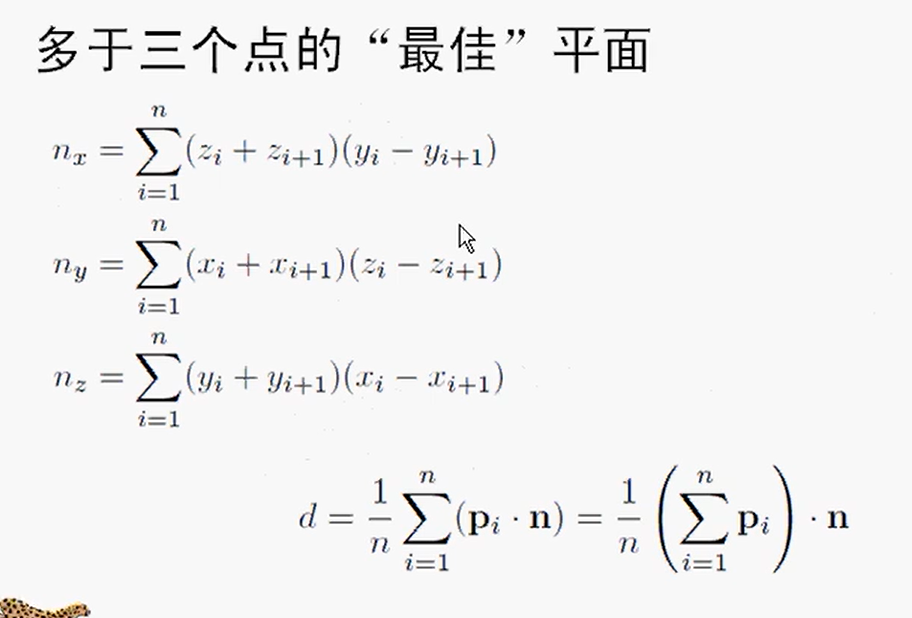 多于三个点的“最佳”平面
n_x = \sum_{i=1}^{n} (z_i + z_{i+1})(y_i - y_{i+1})
n_y = \sum_{i=1}^{n} (x_i + x_{i+1})(z_i - z_{i+1})
n_z = \sum_{i=1}^{n} (y_i + y_{i+1})(x_i - x_{i+1})
d = \frac{1}{n} \sum_{i=1}^{n} (\mathbf{p}_i \cdot \mathbf{n}) = \frac{1}{n} \left( \sum_{i=1}^{n} \mathbf{p}_i \right) \cdot \mathbf{n}